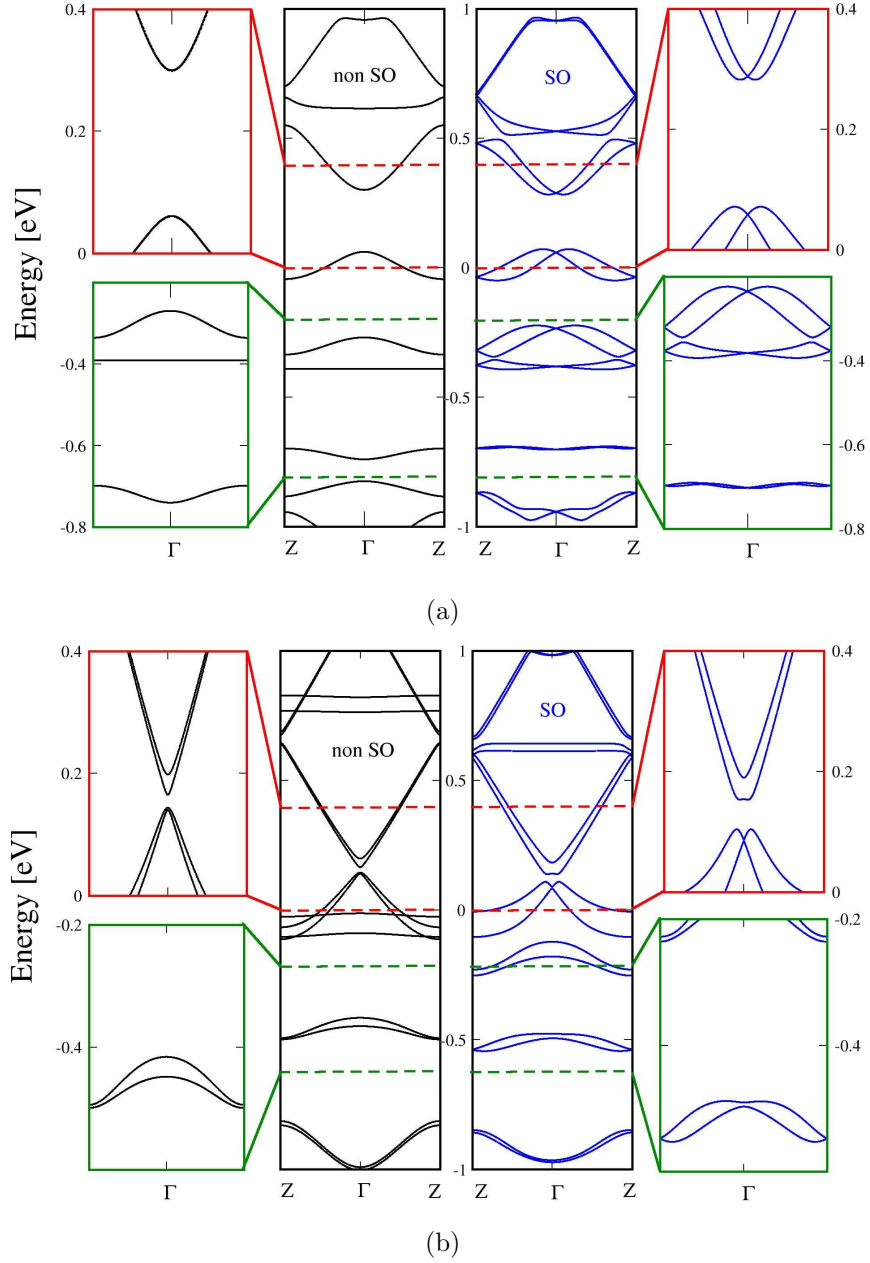 0.4
0.2
0
-0.4
-0.6
-0.8
Γ
Energy [eV]
non SO
Z
Γ
Z
1
0.5
0
-0.5
-1
SO
Z
Γ
Z
0.4
0.2
0
-0.4
-0.6
-0.8
Γ
(a)
0.4
0.2
0
-0.2
-0.4
Γ
Energy [eV]
non SO
Z
Γ
Z
1
0.5
0
-0.5
-1
SO
Z
Γ
Z
0.4
0.2
0
-0.2
-0.4
Γ
(b)